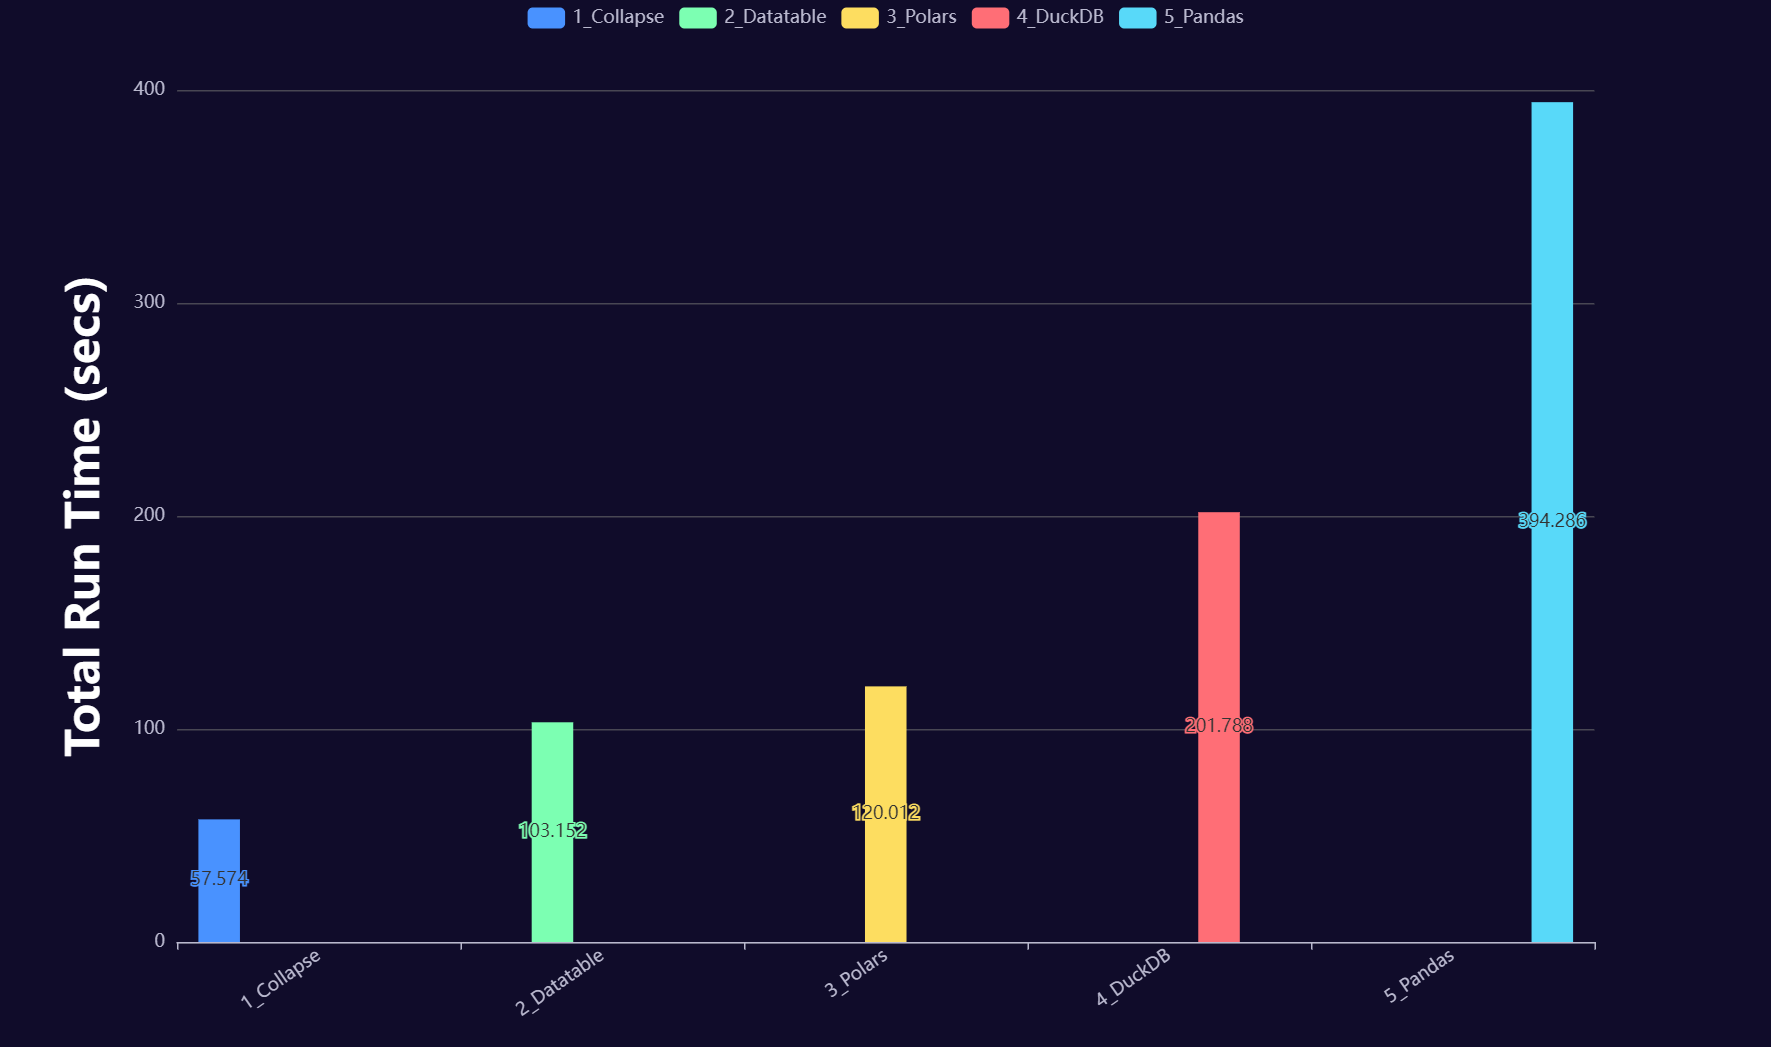 1_Collapse 2_Datatable 3_Polars 4_DuckDB 5_Pandas
Total Run Time (secs)
400
300
200
100
0
57.574
103.152
120.012
201.788
394.286
1_Collapse
2_Datatable
3_Polars
4_DuckDB
5_Pandas